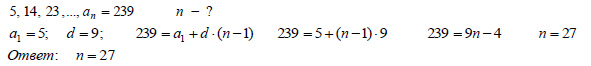 5, 14, 23,..., aₙ = 239 n − ?
a₁ = 5; d = 9; 239 = a₁ + d·(n−1) 239 = 5 + (n−1)·9 239 = 9n − 4 n = 27
Ответ: n = 27